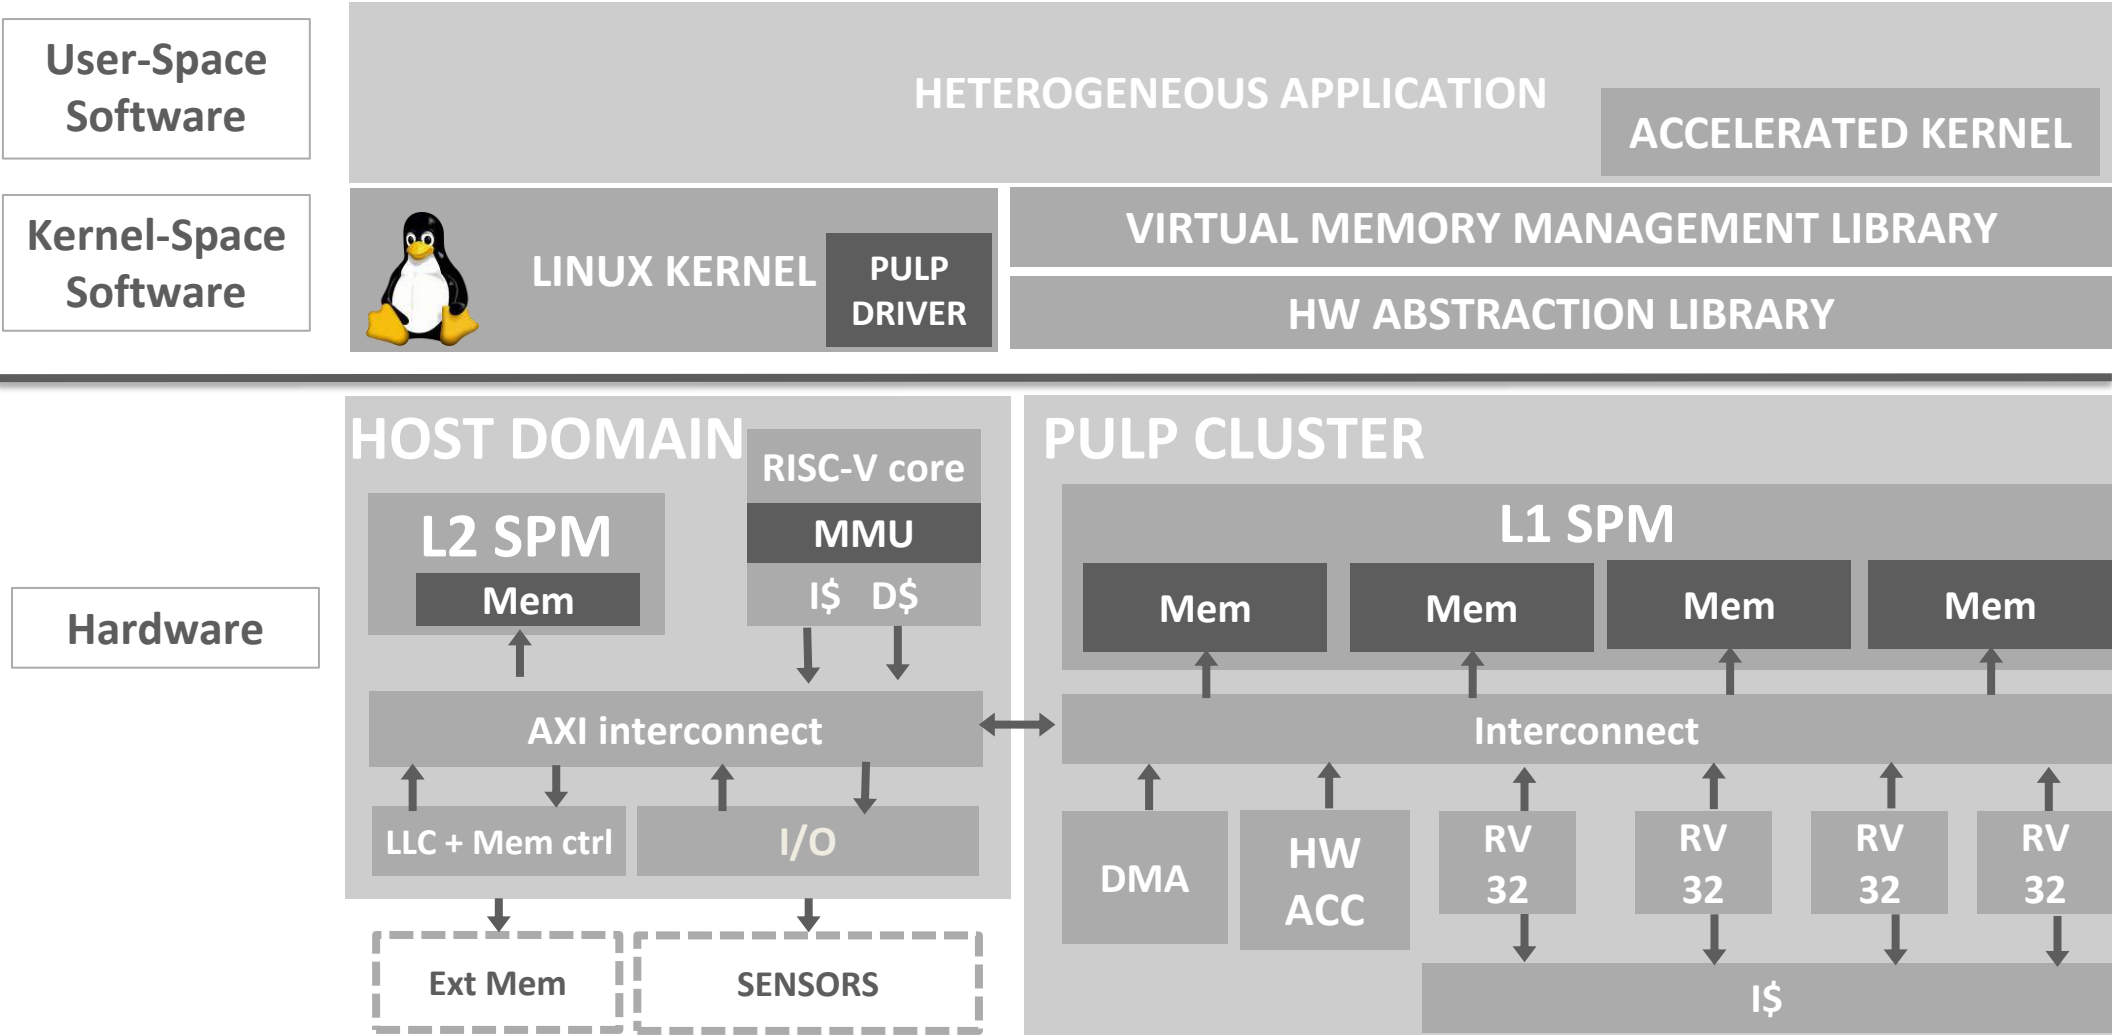 User-Space
Software
HETEROGENEOUS APPLICATION
ACCELERATED KERNEL
Kernel-Space
Software
LINUX KERNEL
PULP
DRIVER
VIRTUAL MEMORY MANAGEMENT LIBRARY
HW ABSTRACTION LIBRARY
Hardware
HOST DOMAIN
RISC-V core
MMU
I$ D$
L2 SPM
Mem
AXI interconnect
LLC + Mem ctrl
I/O
Ext Mem
SENSORS
PULP CLUSTER
L1 SPM
Mem
Mem
Mem
Mem
Interconnect
DMA
HW
ACC
RV
32
RV
32
RV
32
RV
32
I$